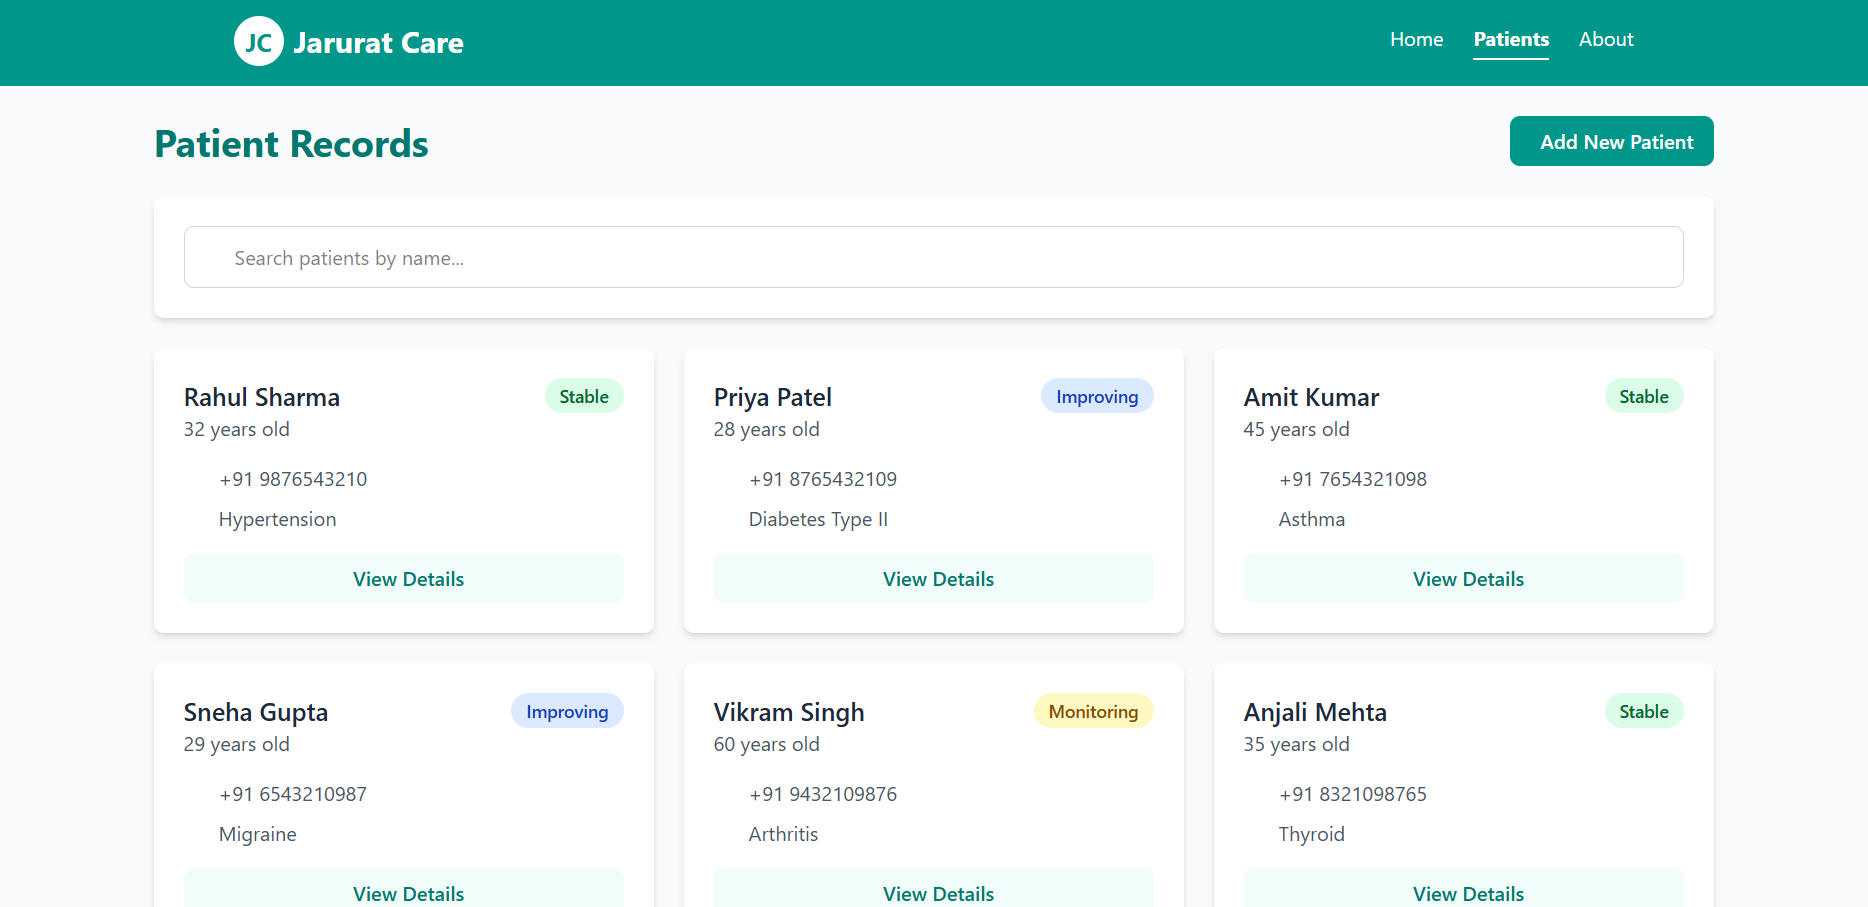 JC Jarurat Care Home Patients About
Patient Records Add New Patient
Search patients by name...
Rahul Sharma Stable
32 years old
+91 9876543210
Hypertension
View Details
Priya Patel Improving
28 years old
+91 8765432109
Diabetes Type II
View Details
Amit Kumar Stable
45 years old
+91 7654321098
Asthma
View Details
Sneha Gupta Improving
29 years old
+91 6543210987
Migraine
View Details
Vikram Singh Monitoring
60 years old
+91 9432109876
Arthritis
View Details
Anjali Mehta Stable
35 years old
+91 8321098765
Thyroid
View Details